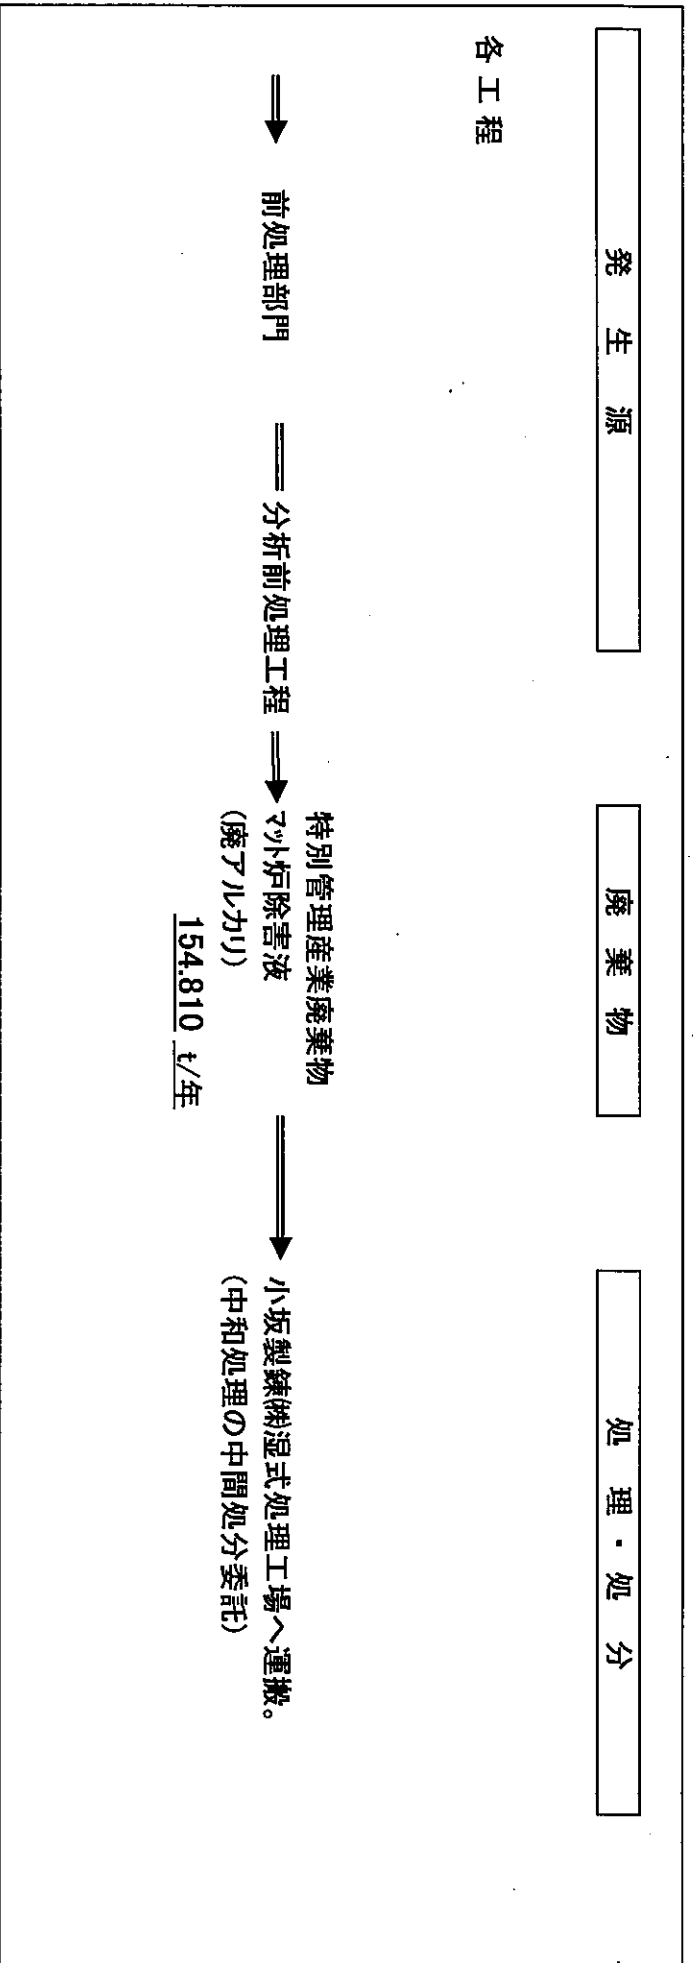 発生源
廃棄物
処理・処分
各工程
前処理部門
分析前処理工程
特別管理産業廃棄物
マット炉除害液
(廃アルカリ)
154.810 t/年
小坂製錬㈱湿式処理工場へ運搬。
(中和処理の中間処分委託)